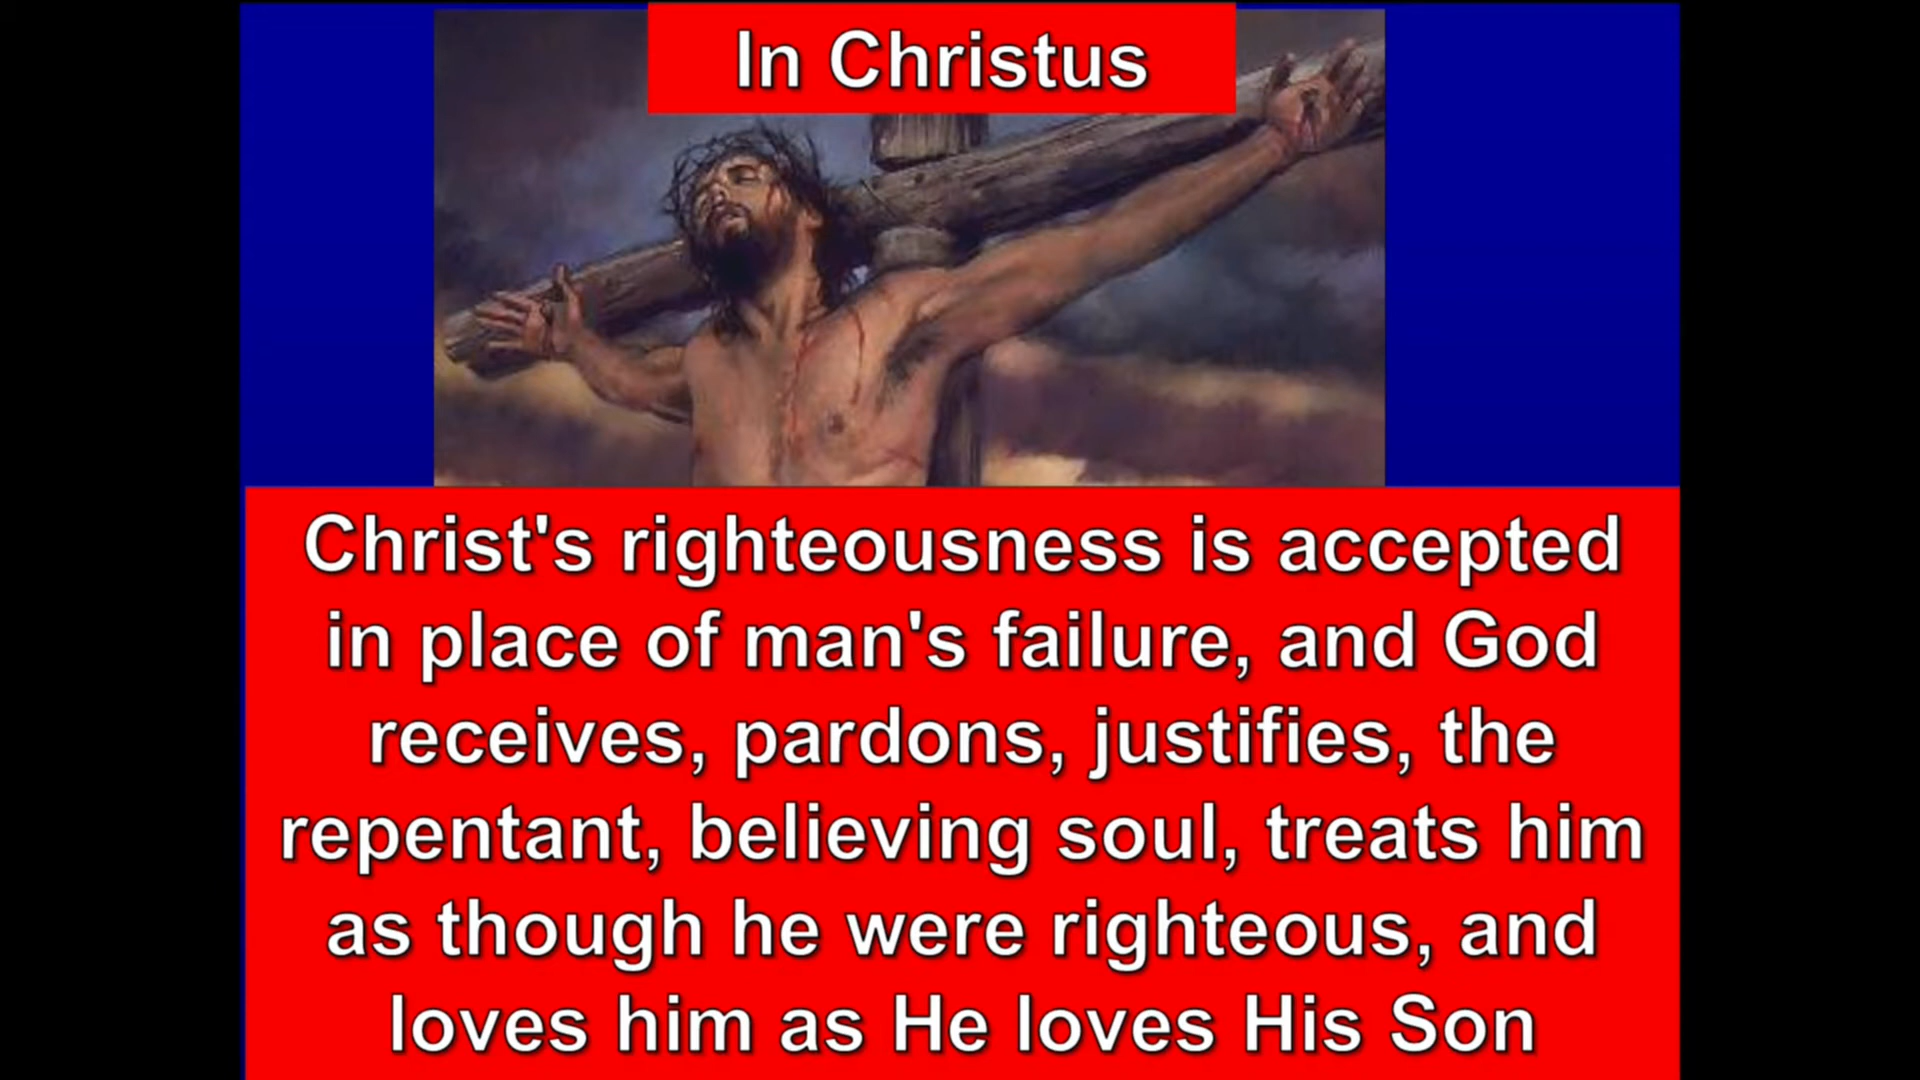 In Christus
Christ's righteousness is accepted
in place of man's failure, and God
receives, pardons, justifies, the
repentant, believing soul, treats him
as though he were righteous, and
loves him as He loves His Son